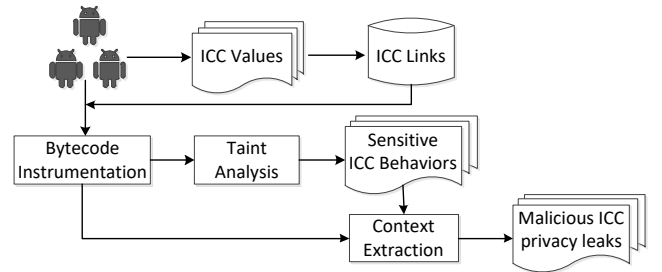 ICC Values
ICC Links
Bytecode
Instrumentation
Taint
Analysis
Sensitive
ICC Behaviors
Context
Extraction
Malicious ICC
privacy leaks